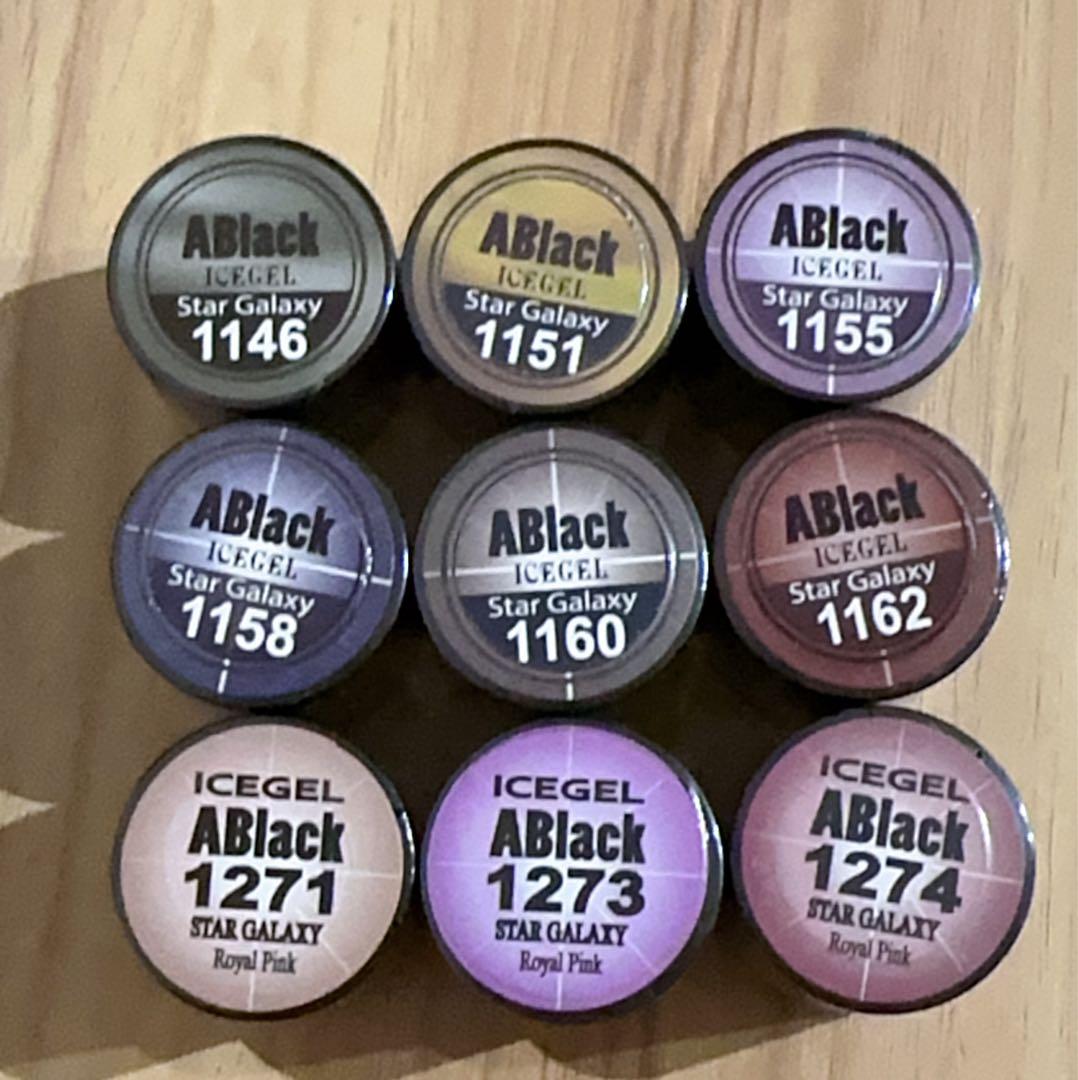 ABlack
ICEGEL
Star Galaxy
1146
ABlack
ICEGEL
Star Galaxy
1151
ABlack
ICEGEL
Star Galaxy
1155
ABlack
ICEGEL
Star Galaxy
1158
ABlack
ICEGEL
Star Galaxy
1160
ABlack
ICEGEL
Star Galaxy
1162
ICEGEL
ABlack
1271
STAR GALAXY
Royal Pink
ICEGEL
ABlack
1273
STAR GALAXY
Royal Pink
ICEGEL
ABlack
1274
STAR GALAXY
Royal Pink